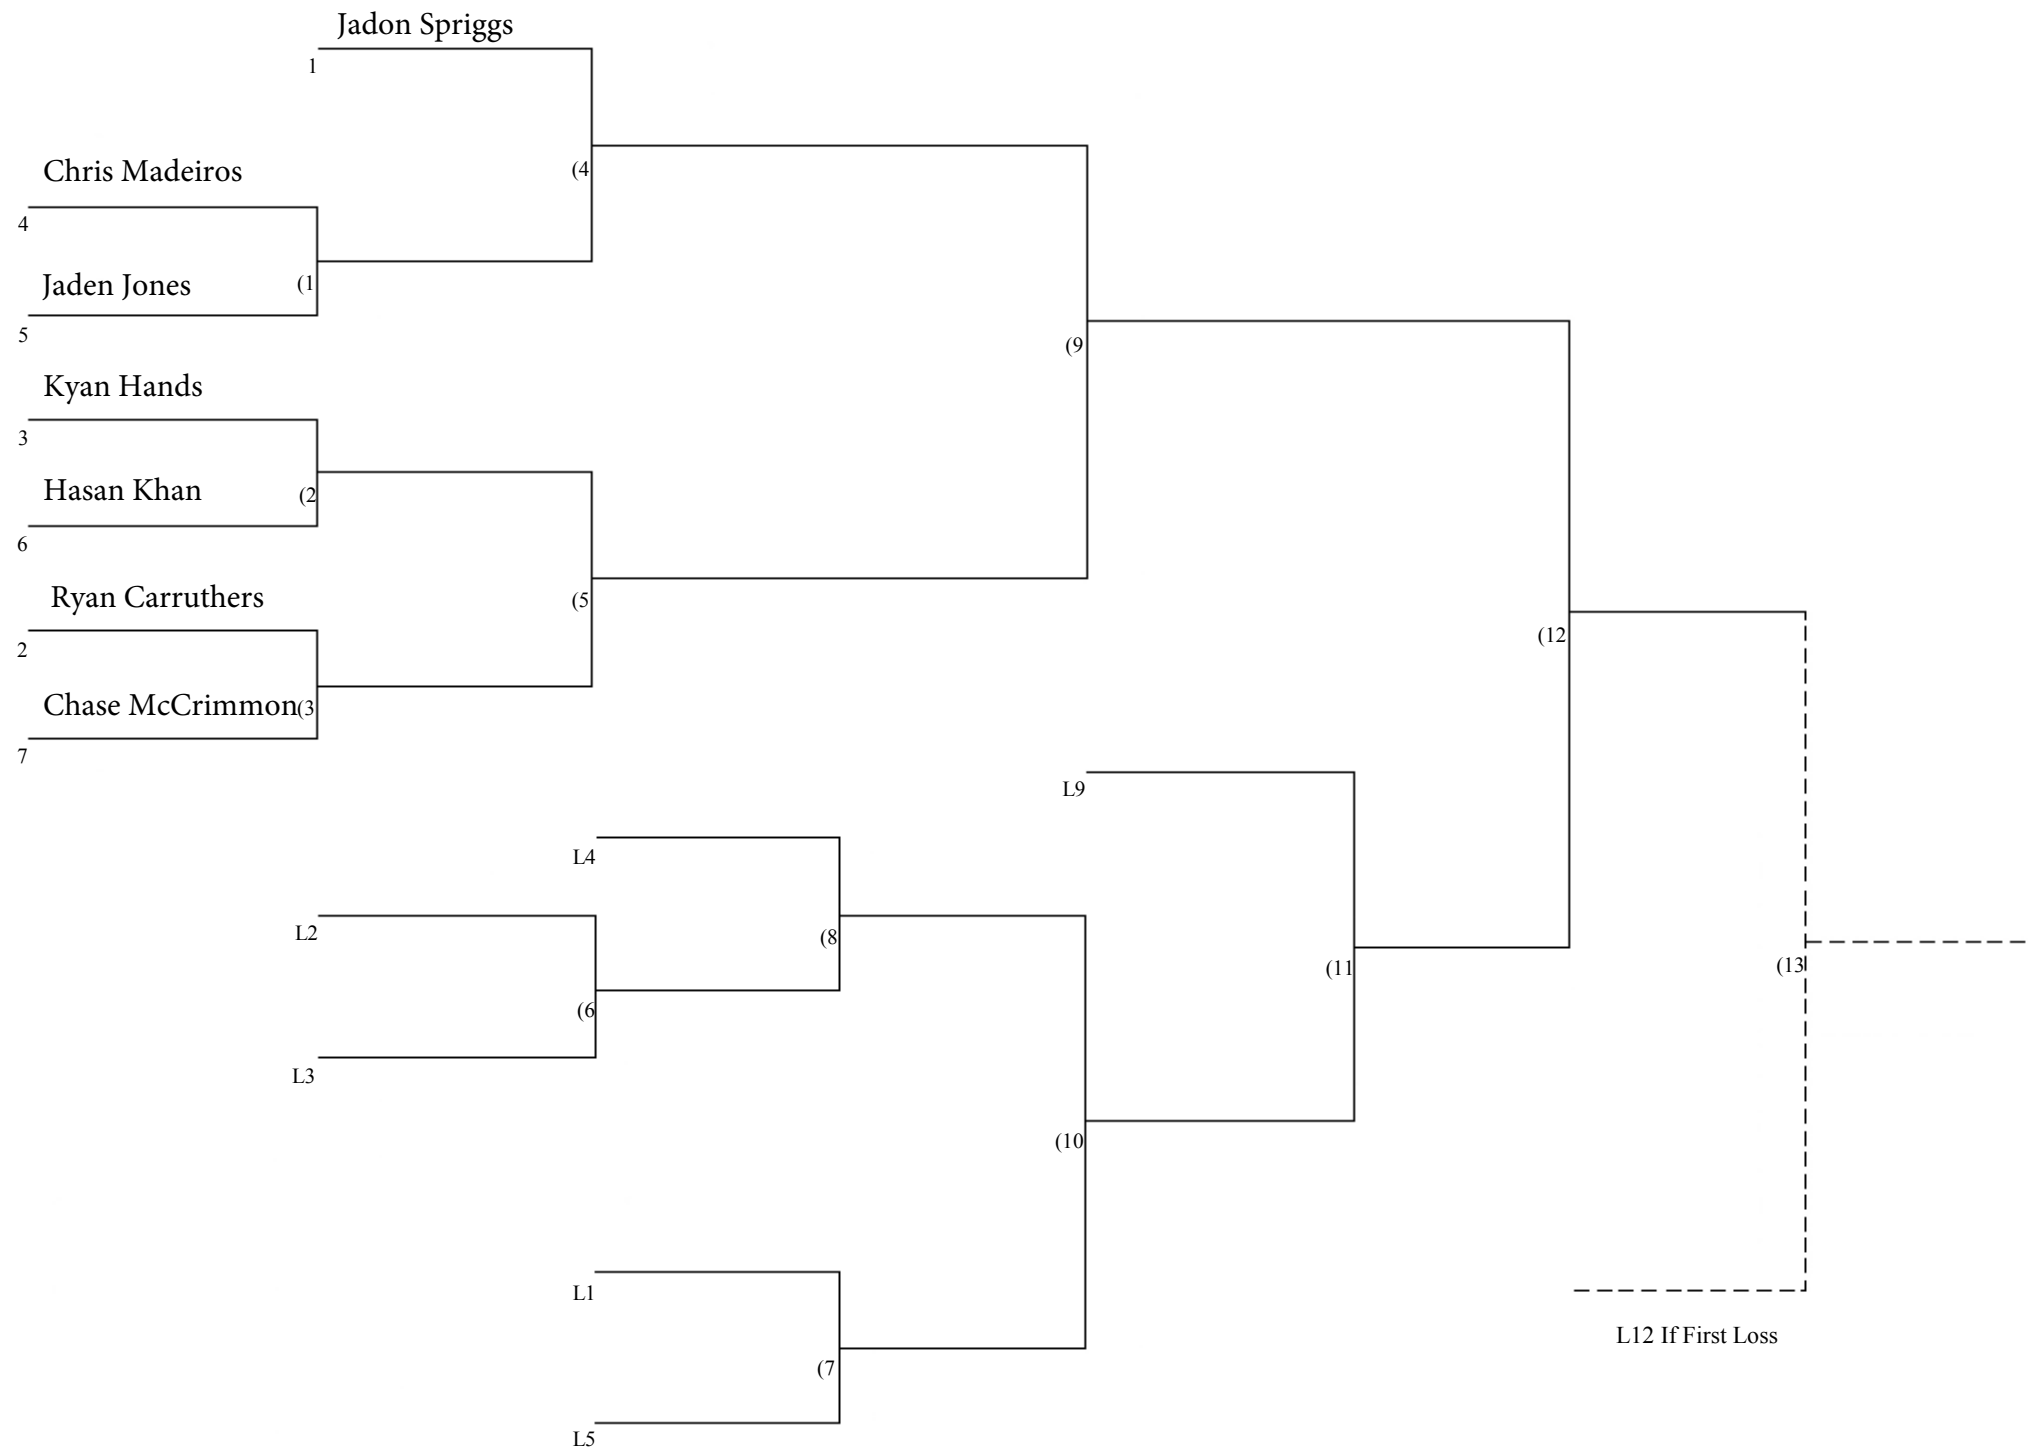 Jadon Spriggs
1
Chris Madeiros
(4
4
Jaden Jones
(1
5
(9
Kyan Hands
3
Hasan Khan
(2
6
Ryan Carruthers
(5
(12
2
Chase McCrimmon(3
7
L9
L4
L2
(8
(11
(13
(6
L3
(10
L1
L12 If First Loss
(7
L5